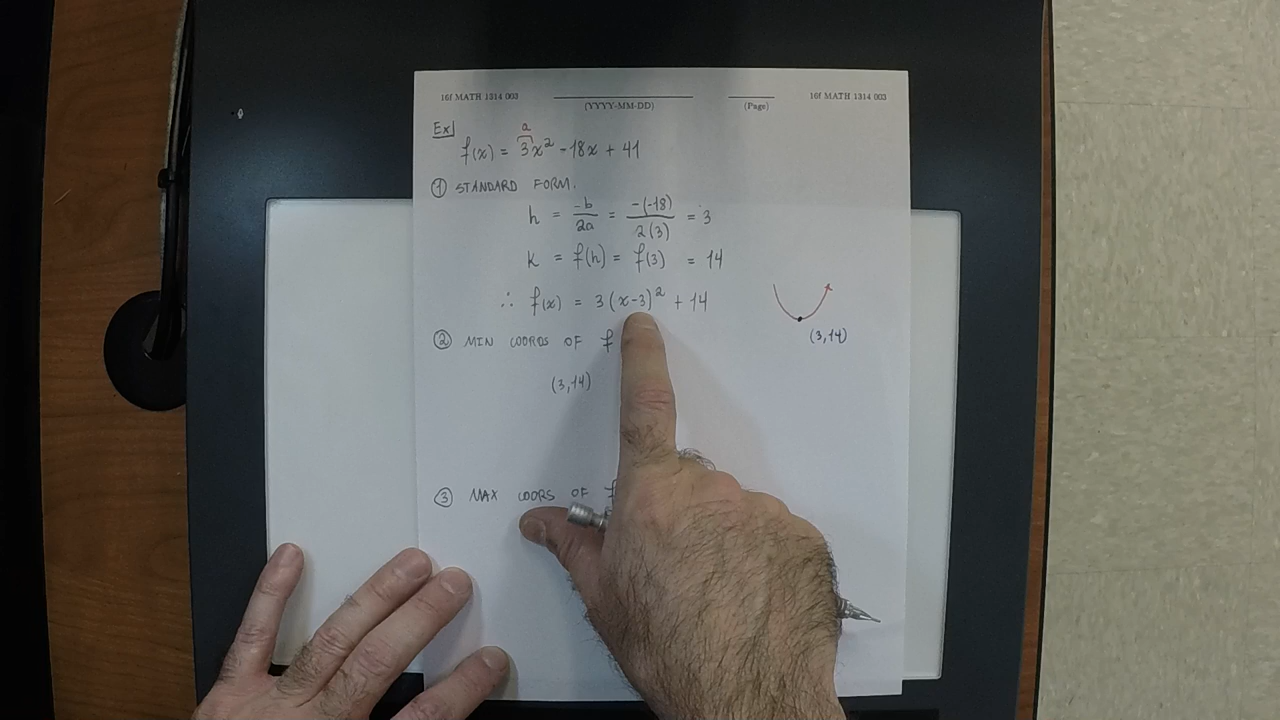 16f MATH 1314 003 (YYYY-MM-DD) (Page) 16f MATH 1314 003
Ex|
a
f(x) = 3x² - 18x + 41
① STANDARD FORM.
h = -b/2a = -(-18)/2(3) = 3
k = f(h) = f(3) = 14
∴ f(x) = 3(x-3)² + 14
(3,14)
② MIN COORDS OF f
(3,14)
③ MAX COORS OF f